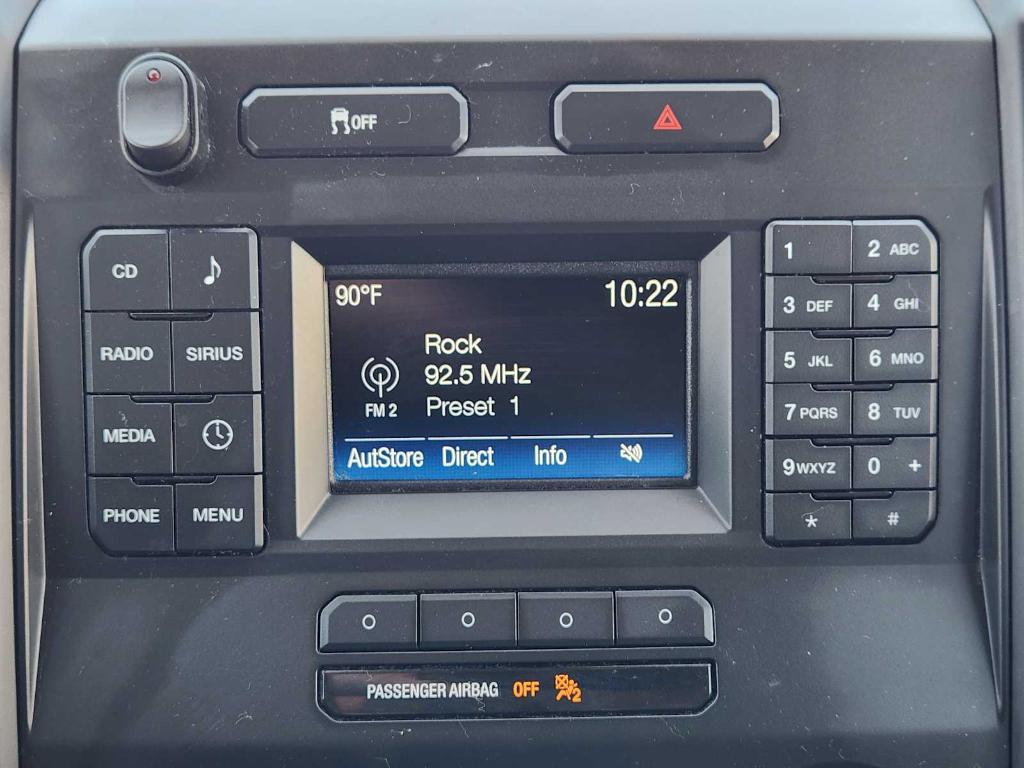 OFF
CD
RADIO SIRIUS
MEDIA
PHONE MENU
90°F 10:22
Rock
92.5 MHz
FM 2
Preset 1
AutStore Direct Info
1 2 ABC
3 DEF 4 GHI
5 JKL 6 MNO
7 PQRS 8 TUV
9 WXYZ 0 +
* #
PASSENGER AIRBAG OFF 2